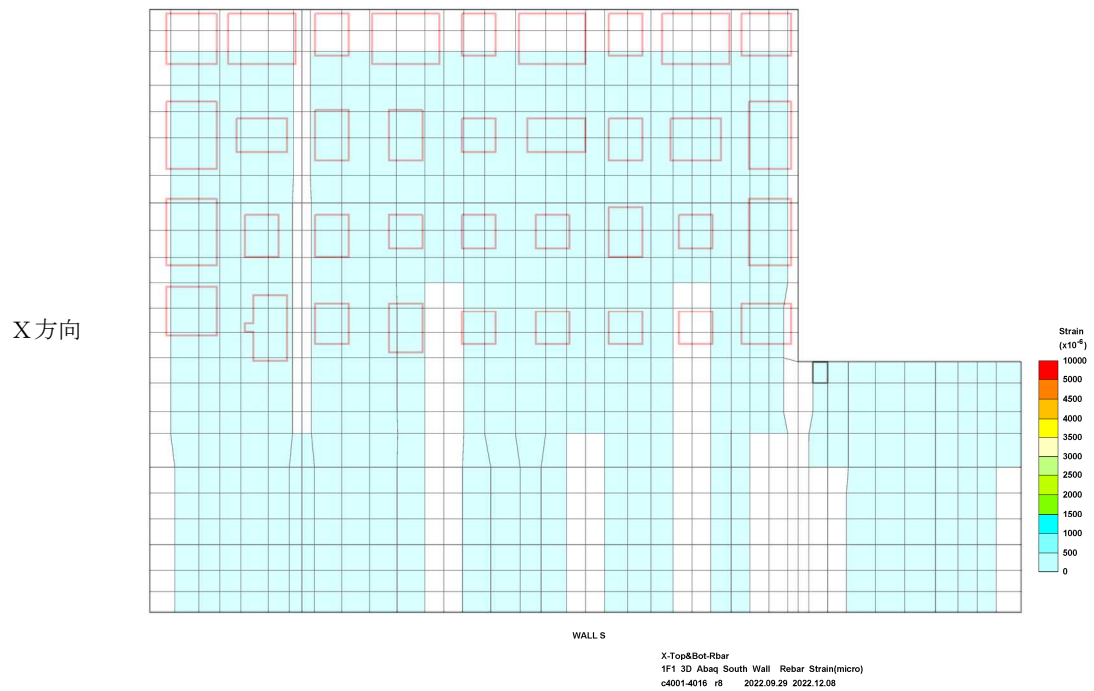 X方向
Strain
(x10-6)
10000
5000
4500
4000
3500
3000
2500
2000
1500
1000
500
0
WALL S
X-Top&Bot-Rbar
1F1 3D Abaq South Wall Rebar Strain(micro)
c4001-4016 r8 2022.09.29 2022.12.08